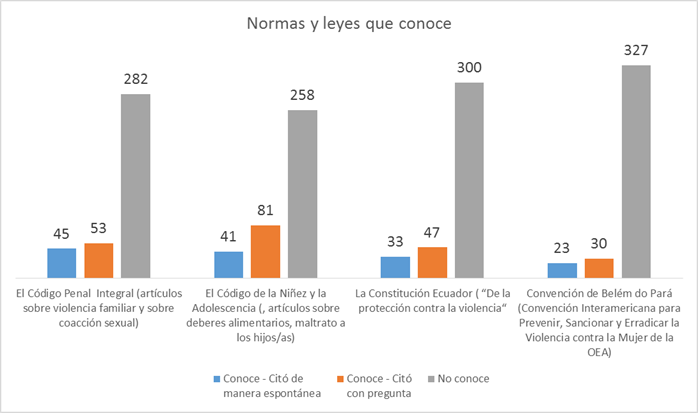 Normas y leyes que conoce
282
45
53
258
41
81
300
33
47
327
23
30
El Código Penal Integral (artículos
sobre violencia familiar y sobre
coacción sexual)
El Código de la Niñez y la
Adolescencia (, artículos sobre
deberes alimentarios, maltrato a
los hijos/as)
La Constitución Ecuador ( “De la
protección contra la violencia“
Convención de Belém do Pará
(Convención Interamericana para
Prevenir, Sancionar y Erradicar la
Violencia contra la Mujer de la
OEA)
Conoce - Citó de
manera espontánea
Conoce - Citó
con pregunta
No conoce